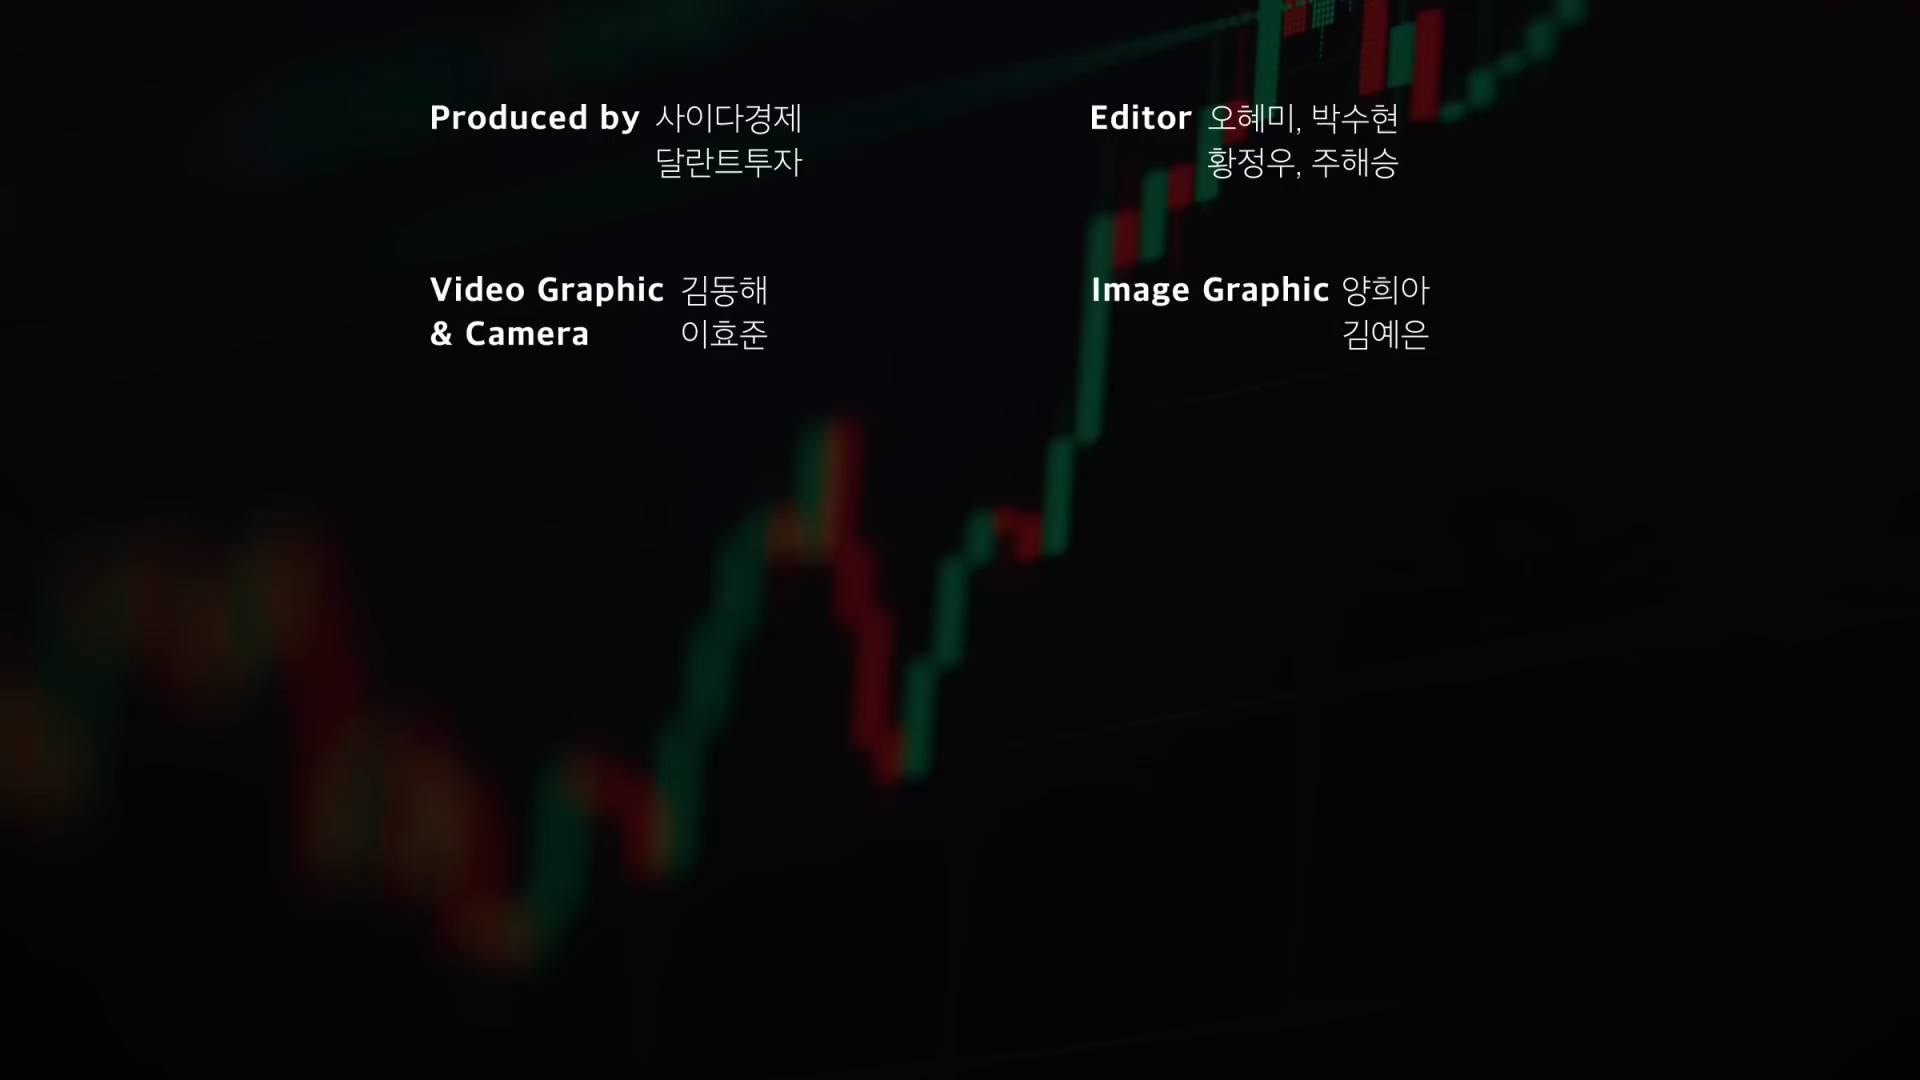 Produced by 사이다경제
달란트투자
Editor 오혜미, 박수현
황정우, 주해승
Video Graphic 김동해
& Camera 이효준
Image Graphic 양희아
김예은